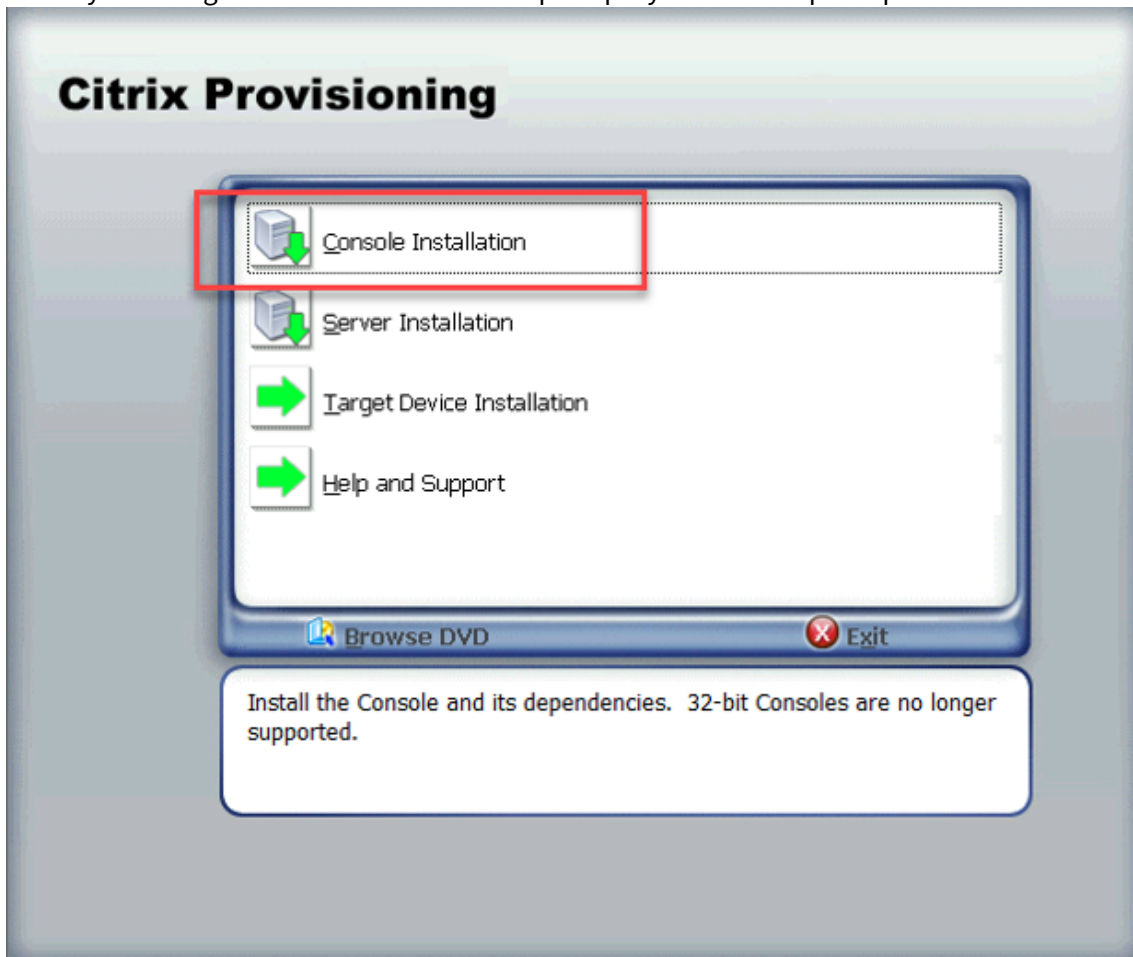 Citrix Provisioning
Console Installation
Server Installation
Target Device Installation
Help and Support
Browse DVD
Exit
Install the Console and its dependencies.  32-bit Consoles are no longer
supported.